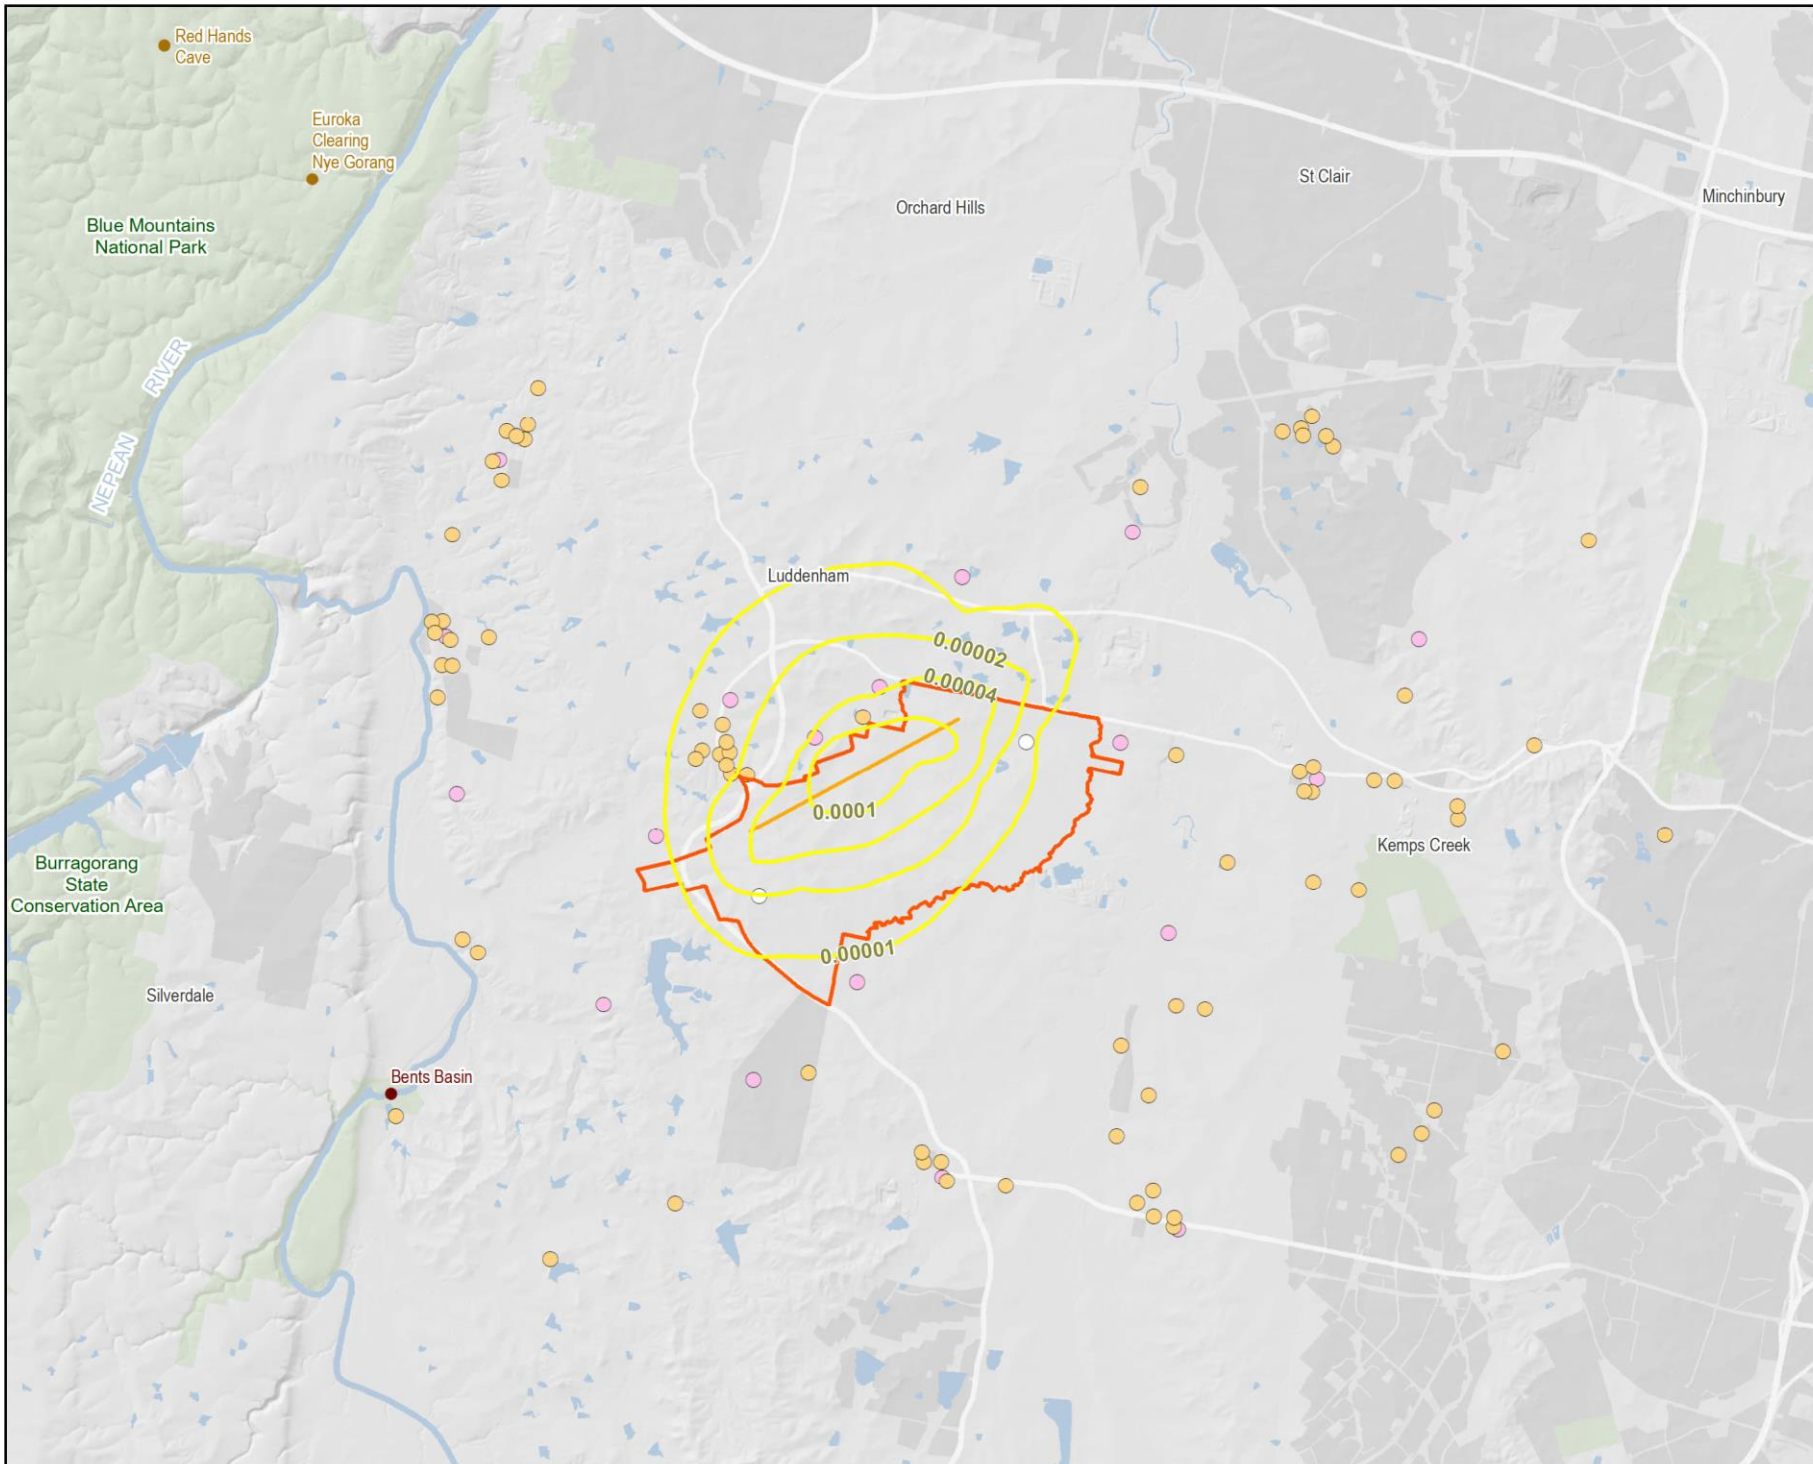 Red Hands
Cave
Euroka
Clearing
Nye Gorang
St Clair
Minchinbury
Orchard Hills
Blue Mountains
National Park
RIVER
NEPEAN
Luddenham
0.00002
0.00004
0.0001
Kemps Creek
Burragorang
State
Conservation Area
0.00001
Silverdale
Bents Basin